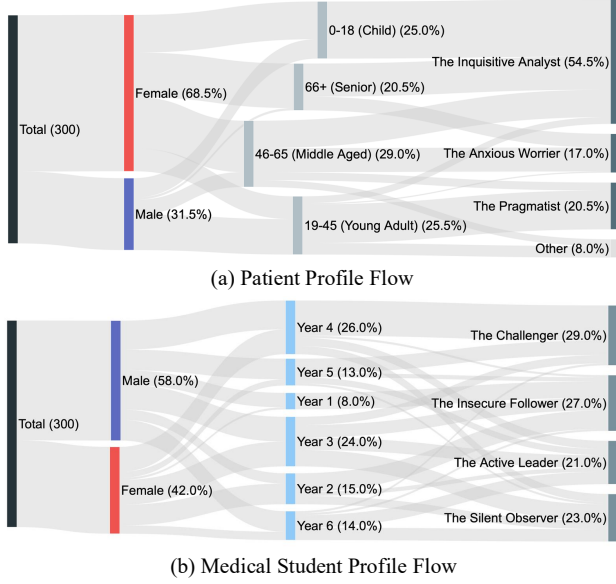 0-18 (Child) (25.0%)
The Inquisitive Analyst (54.5%)
66+ (Senior) (20.5%)
Female (68.5%)
Total (300)
46-65 (Middle Aged) (29.0%)
The Anxious Worrier (17.0%)
The Pragmatist (20.5%)
Male (31.5%)
19-45 (Young Adult) (25.5%)
Other (8.0%)
(a) Patient Profile Flow
Year 4 (26.0%)
The Challenger (29.0%)
Year 5 (13.0%)
Male (58.0%)
Year 1 (8.0%)
The Insecure Follower (27.0%)
Total (300)
Year 3 (24.0%)
The Active Leader (21.0%)
Female (42.0%)
Year 2 (15.0%)
The Silent Observer (23.0%)
Year 6 (14.0%)
(b) Medical Student Profile Flow